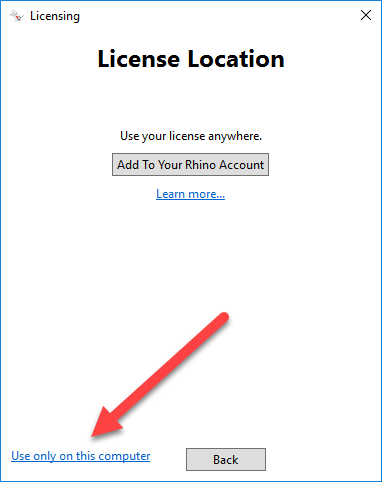 Licensing
License Location
Use your license anywhere.
Add To Your Rhino Account
Learn more...
Use only on this computer
Back